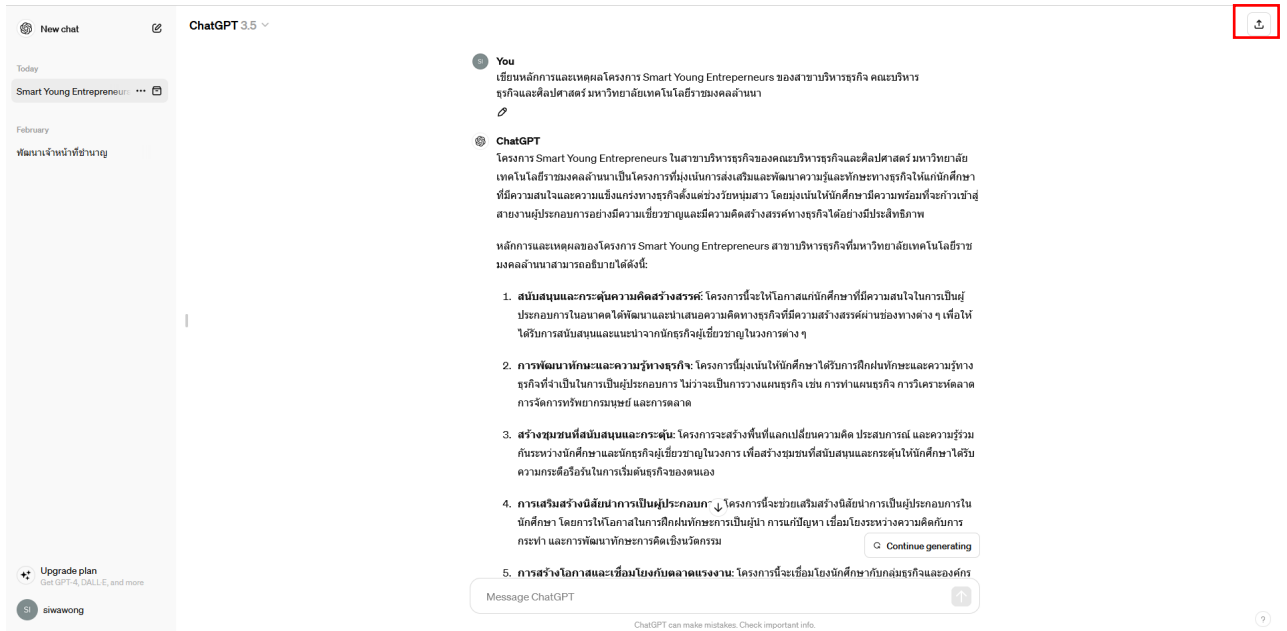 New chat
ChatGPT 3.5
Today
Smart Young Entrepreneurs
February
พัฒนาเจ้าหน้าที่ชำนาญ
SI
You
เขียนหลักการและเหตุผลโครงการ Smart Young Entreperneurs ของสาขาบริหารธุรกิจ คณะบริหาร
ธุรกิจและศิลปศาสตร์ มหาวิทยาลัยเทคโนโลยีราชมงคลล้านนา
ChatGPT
โครงการ Smart Young Entrepreneurs ในสาขาบริหารธุรกิจของคณะบริหารธุรกิจและศิลปศาสตร์ มหาวิทยาลัย
เทคโนโลยีราชมงคลล้านนาเป็นโครงการที่มุ่งเน้นการส่งเสริมและพัฒนาความรู้และทักษะทางธุรกิจให้แก่นักศึกษา
ที่มีความสนใจและความแข็งแกร่งทางธุรกิจตั้งแต่ช่วงวัยหนุ่มสาว โดยมุ่งเน้นให้นักศึกษามีความพร้อมที่จะก้าวเข้าสู่
สายงานผู้ประกอบการอย่างมีความเชี่ยวชาญและมีความคิดสร้างสรรค์ทางธุรกิจได้อย่างมีประสิทธิภาพ
หลักการและเหตุผลของโครงการ Smart Young Entrepreneurs สาขาบริหารธุรกิจที่มหาวิทยาลัยเทคโนโลยีราช
มงคลล้านนาสามารถอธิบายได้ดังนี้:
1. สนับสนุนและกระตุ้นความคิดสร้างสรรค์: โครงการนี้จะให้โอกาสแก่นักศึกษาที่มีความสนใจในการเป็นผู้
ประกอบการในอนาคตได้พัฒนาและนำเสนอความคิดทางธุรกิจที่มีความสร้างสรรค์ผ่านช่องทางต่าง ๆ เพื่อให้
ได้รับการสนับสนุนและแนะนำจากนักธุรกิจผู้เชี่ยวชาญในวงการต่าง ๆ
2. การพัฒนาทักษะและความรู้ทางธุรกิจ: โครงการนี้มุ่งเน้นให้นักศึกษาได้รับการฝึกฝนทักษะและความรู้ทาง
ธุรกิจที่จำเป็นในการเป็นผู้ประกอบการ ไม่ว่าจะเป็นการวางแผนธุรกิจ เช่น การทำแผนธุรกิจ การวิเคราะห์ตลาด
การจัดการทรัพยากรมนุษย์ และการตลาด
3. สร้างชุมชนที่สนับสนุนและกระตุ้น: โครงการจะสร้างพื้นที่แลกเปลี่ยนความคิด ประสบการณ์ และความรู้ร่วม
กันระหว่างนักศึกษาและนักธุรกิจผู้เชี่ยวชาญในวงการ เพื่อสร้างชุมชนที่สนับสนุนและกระตุ้นให้นักศึกษาได้รับ
ความกระตือรือร้นในการเริ่มต้นธุรกิจของตนเอง
4. การเสริมสร้างนิสัยนำการเป็นผู้ประกอบก โครงการนี้จะช่วยเสริมสร้างนิสัยนำการเป็นผู้ประกอบการใน
นักศึกษา โดยการให้โอกาสในการฝึกฝนทักษะการเป็นผู้นำ การแก้ปัญหา เชื่อมโยงระหว่างความคิดกับการ
กระทำ และการพัฒนาทักษะการคิดเชิงนวัตกรรม
Continue generating
5. การสร้างโอกาสและเชื่อมโยงกับตลาดแรงงาน: โครงการนี้จะเชื่อมโยงนักศึกษากับกลุ่มธุรกิจและองค์กร
Upgrade plan
Get GPT-4, DALL·E, and more
SI
siwawong
Message ChatGPT
ChatGPT can make mistakes. Check important info.
?